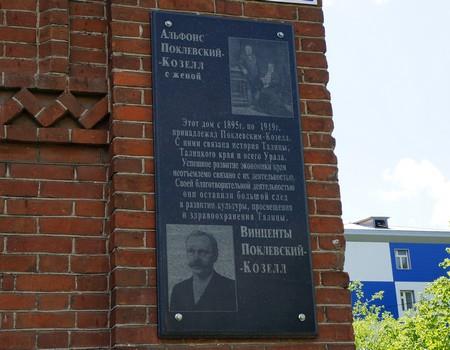 Альфонс
Поклевский-
-Козелл
с женой
Этот дом с 1895г. по 1919г.
принадлежал Поклевским-Козелл.
С ними связана история Талицы,
Талицкого края и всего Урала.
Успешное развитие экономики края
неотъемлемо связано с их деятельностью.
Своей благотворительной деятельностью
они оставили большой след
в развитии культуры, просвещения
и здравоохранения Талицы.
Винценты
Поклевский-
-Козелл